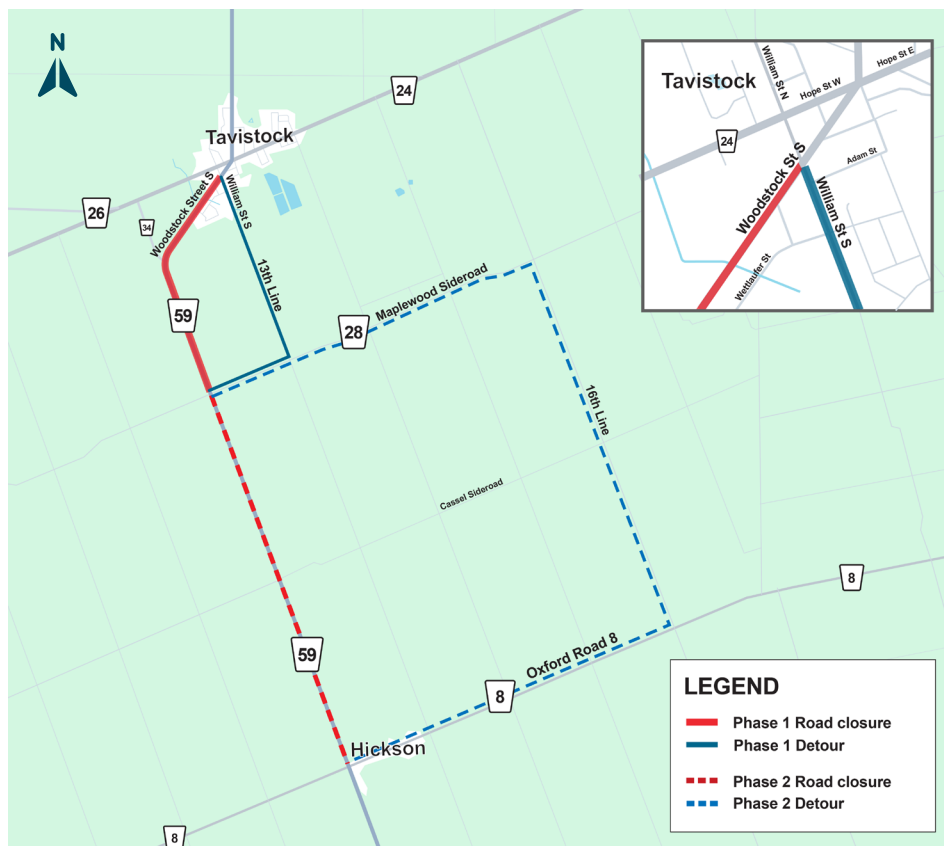 N
24
Tavistock
26
34
Woodstock Street S
William St S
13th Line
59
28
Maplewood Sideroad
16th Line
Cassel Sideroad
59
8
Oxford Road 8
8
Hickson
8
Tavistock
William St N
Hope St W
Hope St E
24
Woodstock St S
Adam St
William St S
Wettlaufer St
LEGEND
Phase 1 Road closure
Phase 1 Detour
Phase 2 Road closure
Phase 2 Detour